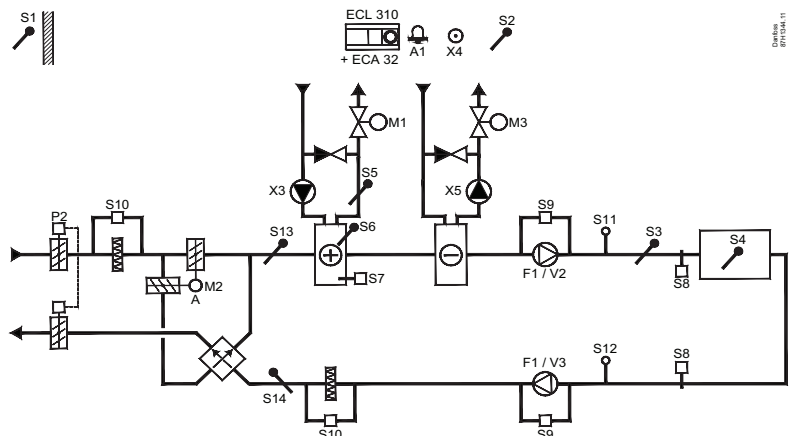 S1
ECL 310
+ ECA 32
A1
X4
S2
Danfoss
87H1344.11
M1
M3
X3
S5
X5
P2
S10
S13
S6
S7
S9
S11
S3
S4
F1 / V2
S8
M2
A
S14
S10
F1 / V3
S9
S12
S8